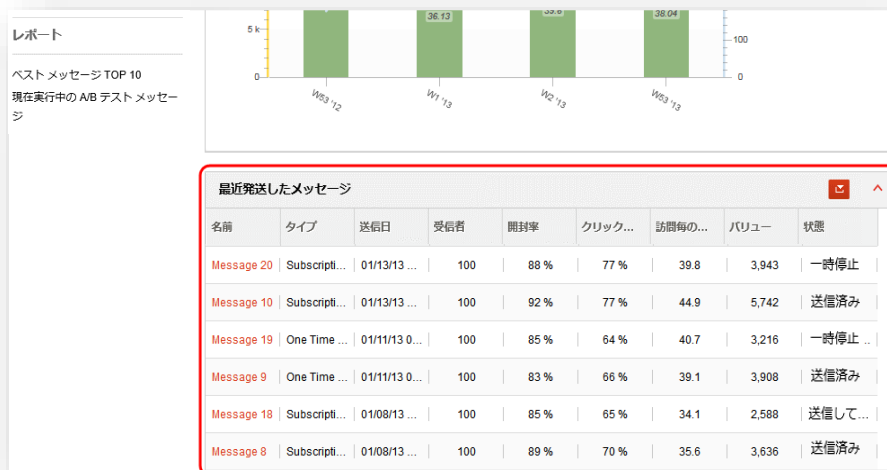 レポート
ベスト メッセージ TOP 10
現在実行中の A/B テスト メッセー
ジ
36.13 39.6 38.04
5 k 100
0 0
W53 '12 W1 '13 W2 '13 W53 '13
最近発送したメッセージ
名前 タイプ 送信日 受信者 開封率 クリック... 訪問毎の... バリュー 状態
Message 20 Subscripti... 01/13/13 ... 100 88 % 77 % 39.8 3,943 一時停止
Message 10 Subscripti... 01/13/13 ... 100 92 % 77 % 44.9 5,742 送信済み
Message 19 One Time ... 01/11/13 0... 100 85 % 64 % 40.7 3,216 一時停止 ..
Message 9 One Time ... 01/11/13 0... 100 83 % 66 % 39.1 3,908 送信済み
Message 18 Subscripti... 01/08/13 ... 100 85 % 65 % 34.1 2,588 送信して...
Message 8 Subscripti... 01/08/13 ... 100 89 % 70 % 35.6 3,636 送信済み